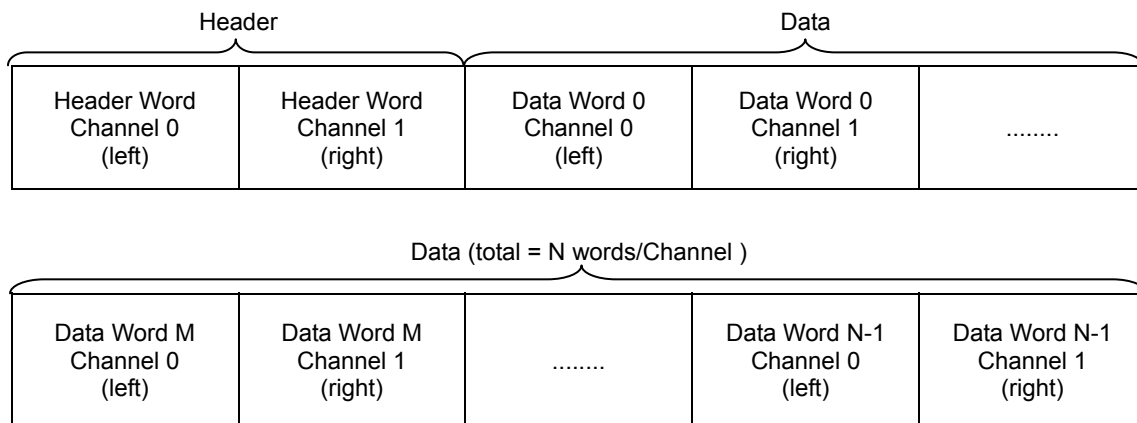 Header
Data
Header Word
Channel 0
(left)
Header Word
Channel 1
(right)
Data Word 0
Channel 0
(left)
Data Word 0
Channel 1
(right)
........
Data (total = N words/Channel )
Data Word M
Channel 0
(left)
Data Word M
Channel 1
(right)
........
Data Word N-1
Channel 0
(left)
Data Word N-1
Channel 1
(right)